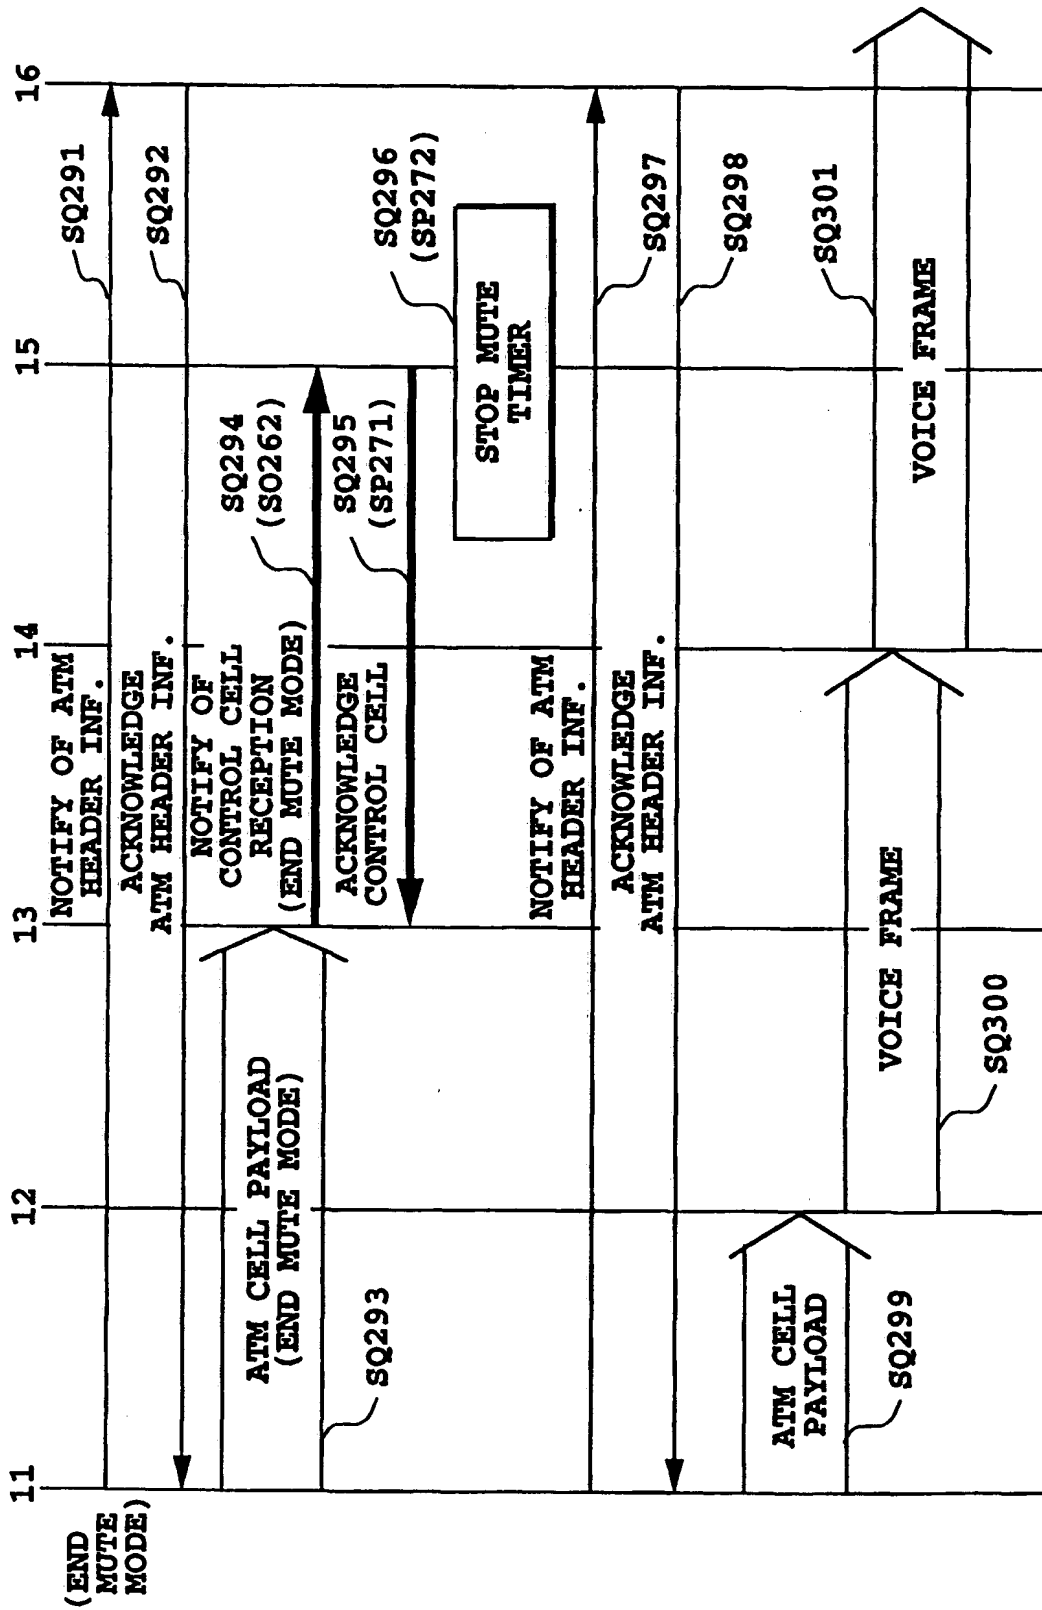 11
12
13
14
15
16
(END
MUTE
MODE)
NOTIFY OF ATM
HEADER INF.
SQ291
ACKNOWLEDGE
ATM HEADER INF.
SQ292
ATM CELL PAYLOAD
(END MUTE MODE)
SQ293
NOTIFY OF
CONTROL CELL
RECEPTION
(END MUTE MODE)
SQ294
(SO262)
ACKNOWLEDGE
CONTROL CELL
SQ295
(SP271)
STOP MUTE
TIMER
SQ296
(SP272)
NOTIFY OF ATM
HEADER INF.
SQ297
ACKNOWLEDGE
ATM HEADER INF.
SQ298
ATM CELL
PAYLOAD
SQ299
VOICE FRAME
SQ300
VOICE FRAME
SQ301